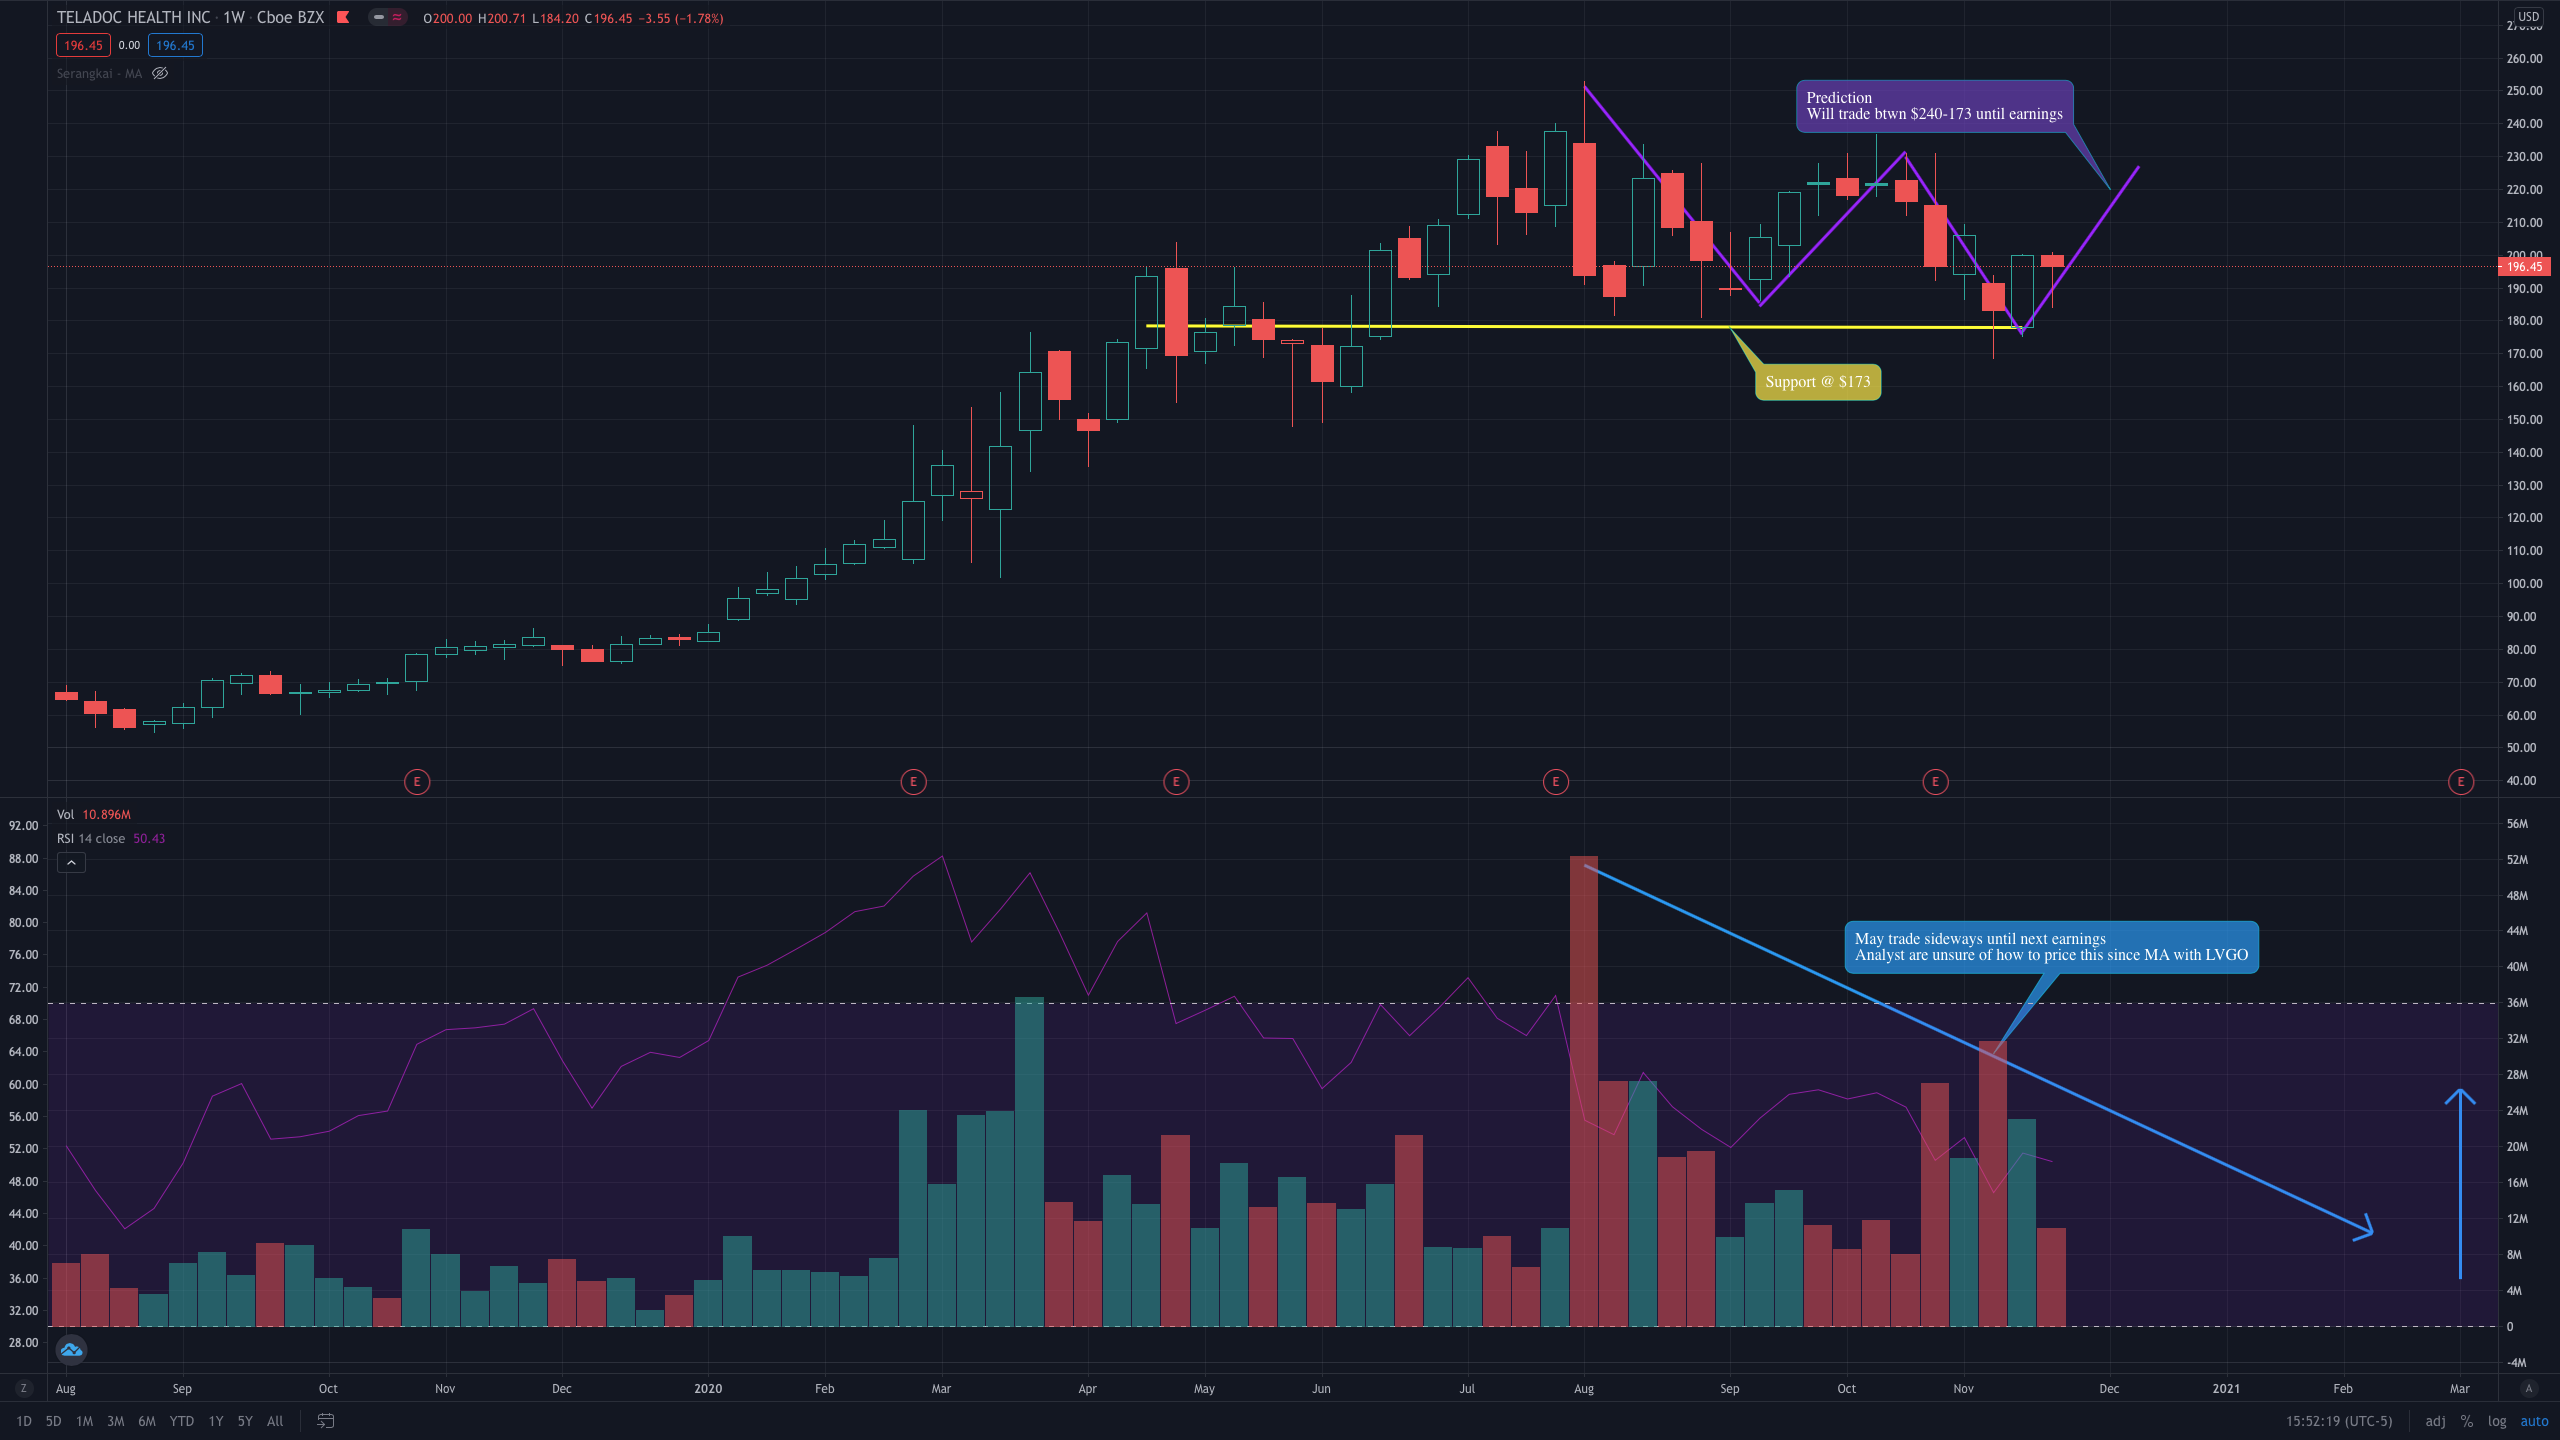 TELADOC HEALTH INC · 1W · Cboe BZX O200.00 H200.71 L184.20 C196.45 −3.55 (−1.78%)
196.45 0.00 196.45
Serangkai - MA
USD
260.00
250.00
240.00
230.00
220.00
210.00
200.00
196.45
190.00
180.00
170.00
160.00
150.00
140.00
130.00
120.00
110.00
100.00
90.00
80.00
70.00
60.00
50.00
40.00
Prediction
Will trade btwn $240-173 until earnings
Support @ $173
E E E E E E
Vol 10.896M
RSI 14 close 50.43
92.00
88.00
84.00
80.00
76.00
72.00
68.00
64.00
60.00
56.00
52.00
48.00
44.00
40.00
36.00
32.00
28.00
May trade sideways until next earnings
Analyst are unsure of how to price this since MA with LVGO
56M
52M
48M
44M
40M
36M
32M
28M
24M
20M
16M
12M
8M
4M
0
-4M
Z Aug Sep Oct Nov Dec 2020 Feb Mar Apr May Jun Jul Aug Sep Oct Nov Dec 2021 Feb Mar A
1D 5D 1M 3M 6M YTD 1Y 5Y All 15:52:19 (UTC-5) adj % log auto